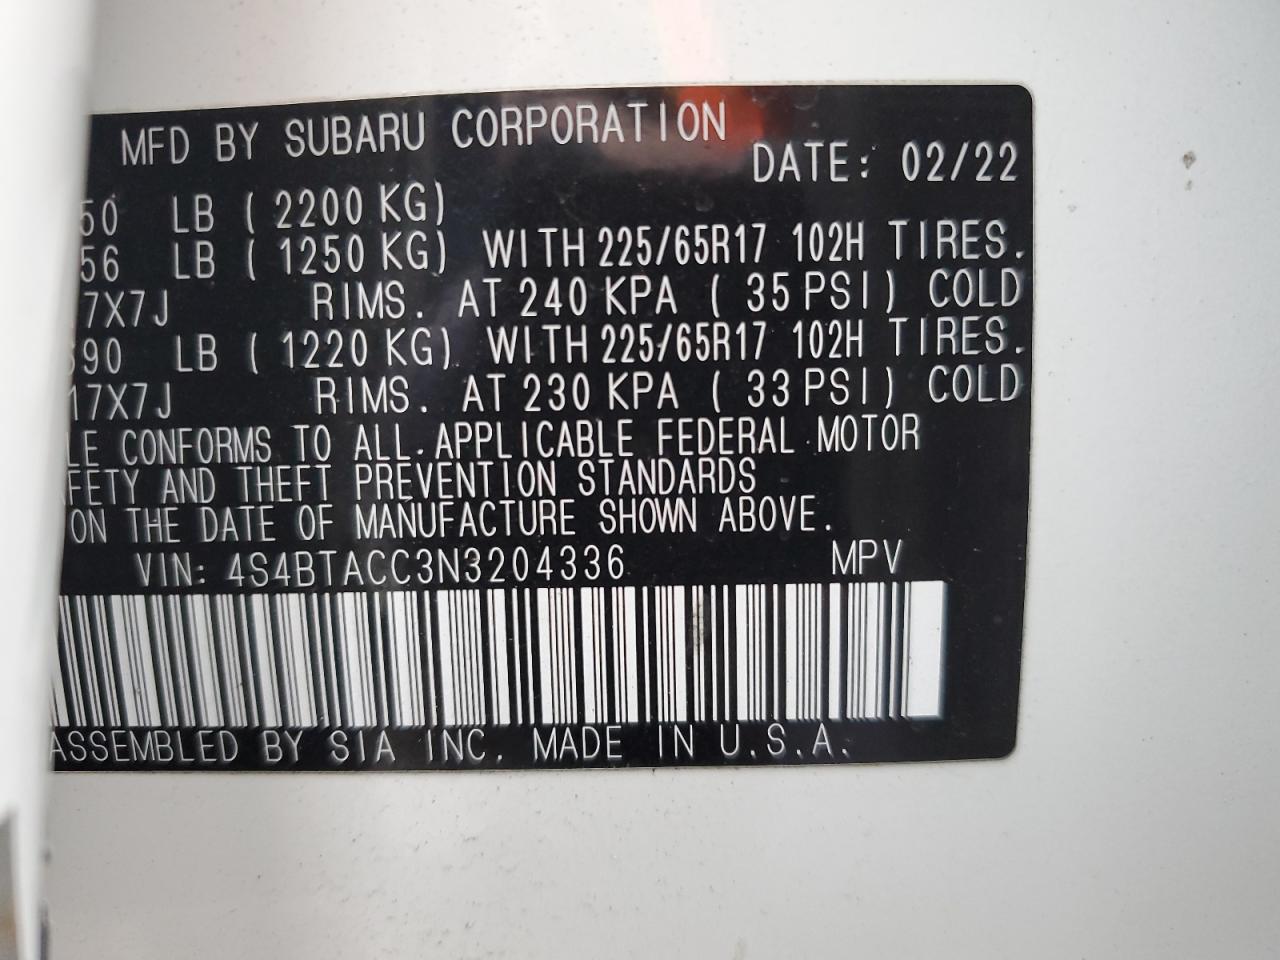 MFD BY SUBARU CORPORATION
DATE: 02/22
50 LB ( 2200 KG)
56 LB ( 1250 KG) WITH 225/65R17 102H TIRES.
7X7J RIMS. AT 240 KPA ( 35 PSI) COLD
90 LB ( 1220 KG) WITH 225/65R17 102H TIRES.
17X7J RIMS. AT 230 KPA ( 33 PSI) COLD
LE CONFORMS TO ALL APPLICABLE FEDERAL MOTOR
FETY AND THEFT PREVENTION STANDARDS
ON THE DATE OF MANUFACTURE SHOWN ABOVE.
VIN: 4S4BTACC3N3204336 MPV
ASSEMBLED BY SIA INC. MADE IN U.S.A.